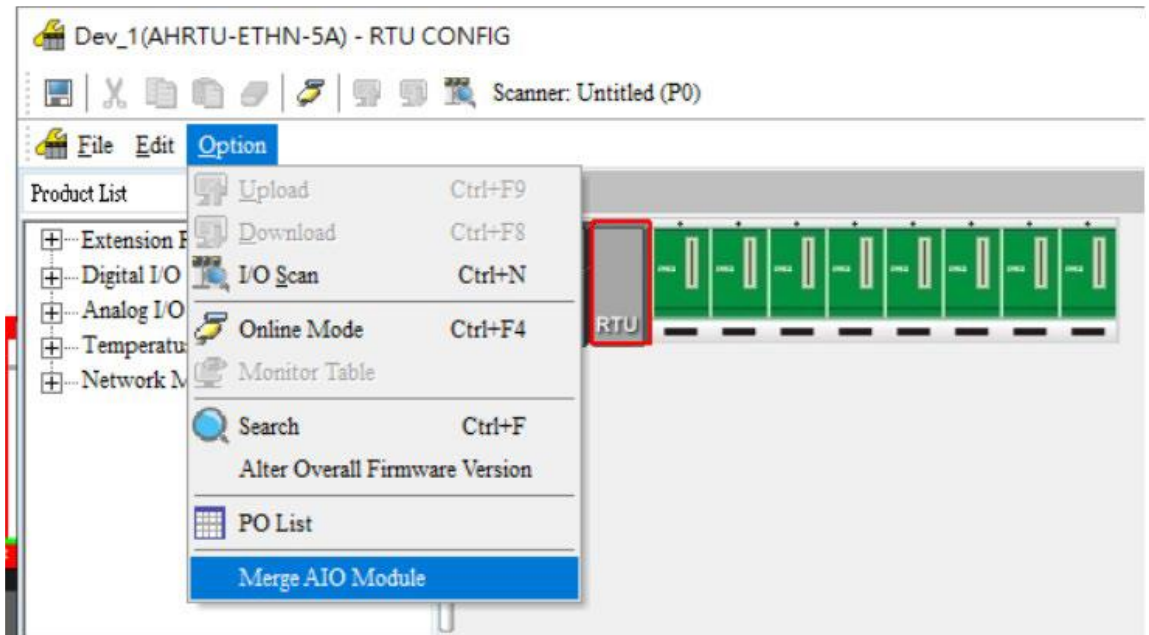 Dev_1(AHRTU-ETHN-5A) - RTU CONFIG
Scanner: Untitled (P0)
File Edit Option
Product List
Upload Ctrl+F9
Download Ctrl+F8
I/O Scan Ctrl+N
Online Mode Ctrl+F4
Monitor Table
Search Ctrl+F
Alter Overall Firmware Version
PO List
Merge AIO Module
Extension
Digital I/O
Analog I/O
Network
RTU